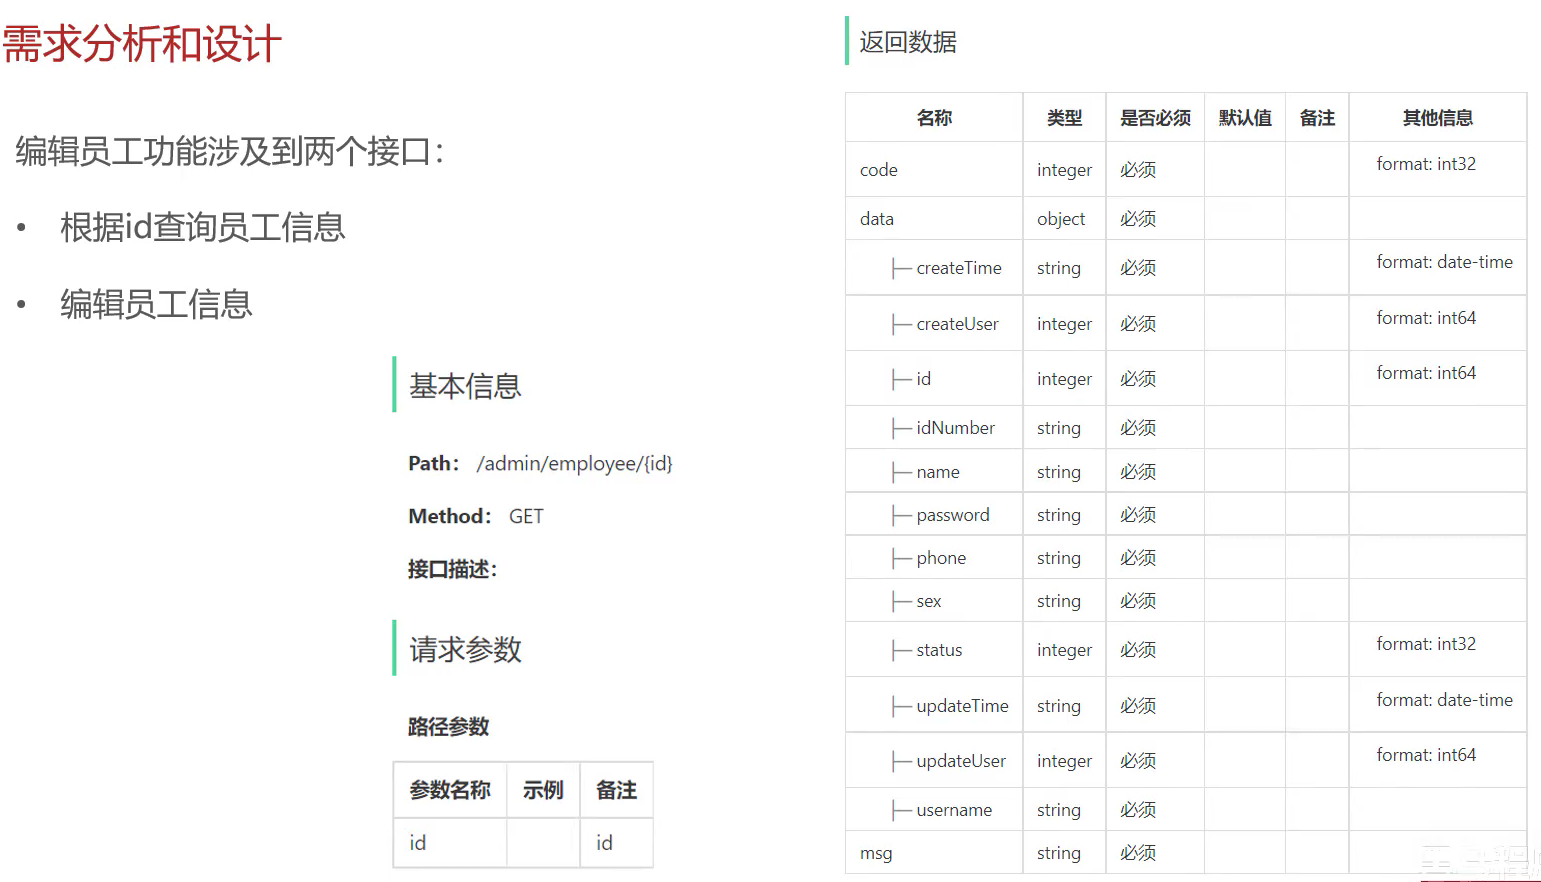 需求分析和设计
编辑员工功能涉及到两个接口：
• 根据id查询员工信息
• 编辑员工信息
基本信息
Path： /admin/employee/{id}
Method： GET
接口描述：
请求参数
路径参数
参数名称 示例 备注
id id
返回数据
名称 类型 是否必须 默认值 备注 其他信息
code integer 必须 format: int32
data object 必须
├─ createTime string 必须 format: date-time
├─ createUser integer 必须 format: int64
├─ id integer 必须 format: int64
├─ idNumber string 必须
├─ name string 必须
├─ password string 必须
├─ phone string 必须
├─ sex string 必须
├─ status integer 必须 format: int32
├─ updateTime string 必须 format: date-time
├─ updateUser integer 必须 format: int64
├─ username string 必须
msg string 必须